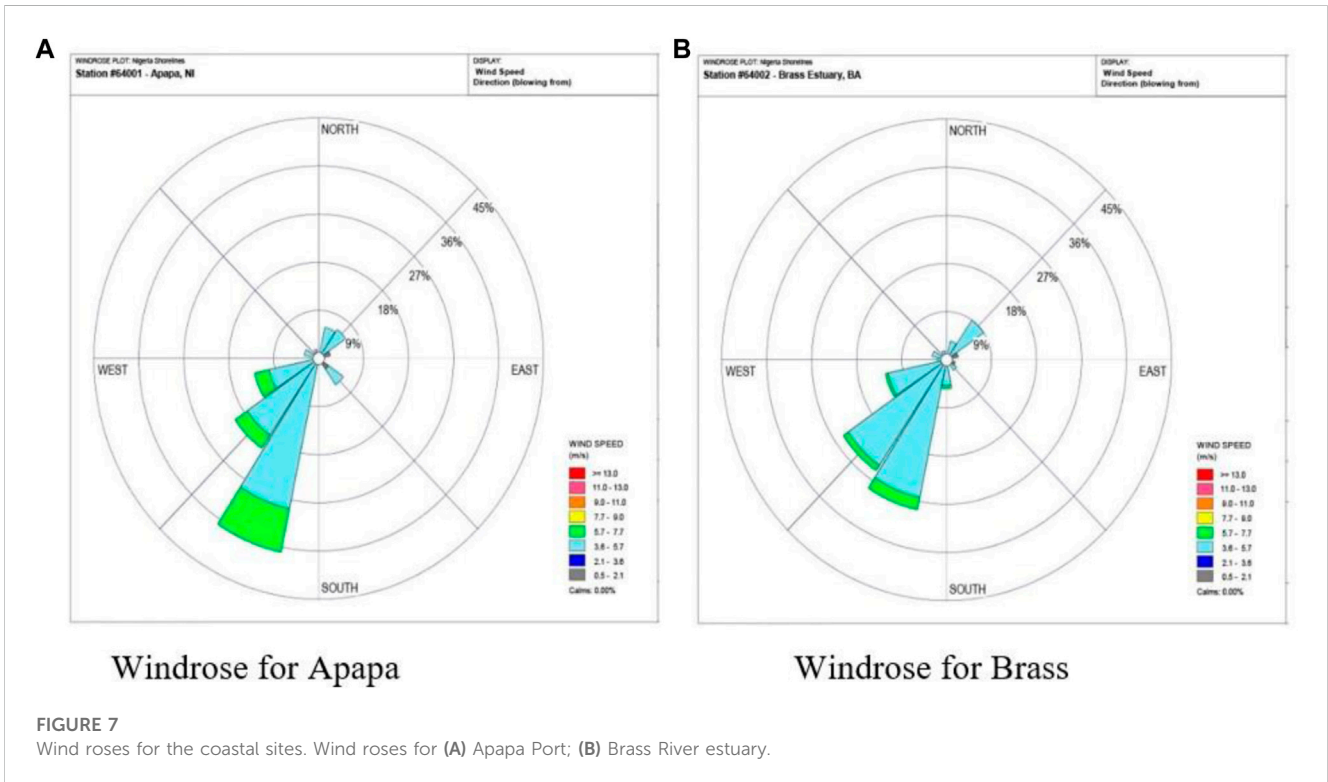 A
WINDROSE PLOT: Nigeria Shorelines
Station #64001 - Apapa, NI
DISPLAY:
Wind Speed
Direction (blowing from)
NORTH
45%
36%
27%
18%
9%
WEST
EAST
SOUTH
WIND SPEED
(m/s)
>= 13.0
11.0 - 13.0
9.0 - 11.0
7.7 - 9.0
5.7 - 7.7
3.6 - 5.7
2.1 - 3.6
0.5 - 2.1
Calms: 0.00%
Windrose for Apapa
B
WINDROSE PLOT: Nigeria Shorelines
Station #64002 - Brass Estuary, BA
DISPLAY:
Wind Speed
Direction (blowing from)
NORTH
45%
36%
27%
18%
9%
WEST
EAST
SOUTH
WIND SPEED
(m/s)
>= 13.0
11.0 - 13.0
9.0 - 11.0
7.7 - 9.0
5.7 - 7.7
3.6 - 5.7
2.1 - 3.6
0.5 - 2.1
Calms: 0.00%
Windrose for Brass
FIGURE 7
Wind roses for the coastal sites. Wind roses for (A) Apapa Port; (B) Brass River estuary.